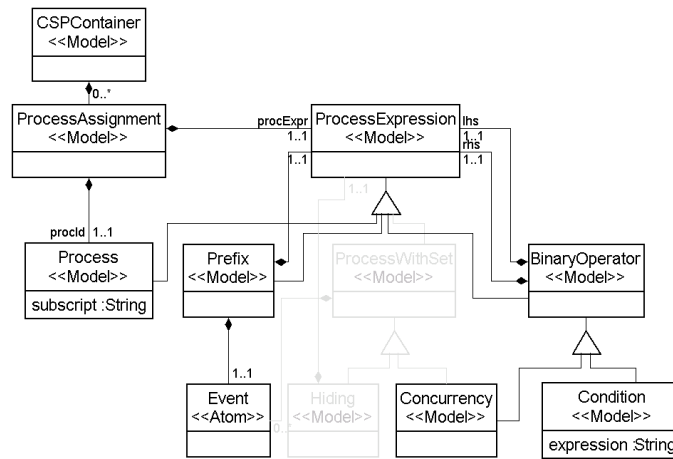 CSPContainer
<<Model>>
0..*
ProcessAssignment
<<Model>>
procExpr
1..1
ProcessExpression
<<Model>>
lhs
1..1
rhs
1..1
1..1
1..1
procId
1..1
Process
<<Model>>
subscript :String
Prefix
<<Model>>
ProcessWithSet
<<Model>>
BinaryOperator
<<Model>>
1..1
Event
<<Atom>>
0..*
Hiding
<<Model>>
Concurrency
<<Model>>
Condition
<<Model>>
expression :String